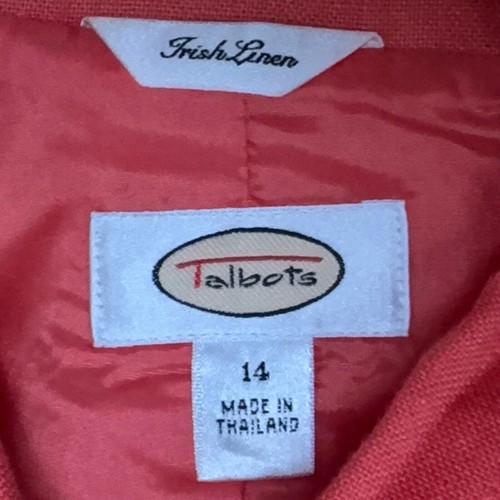 Irish Linen
Talbots
14
MADE IN
THAILAND